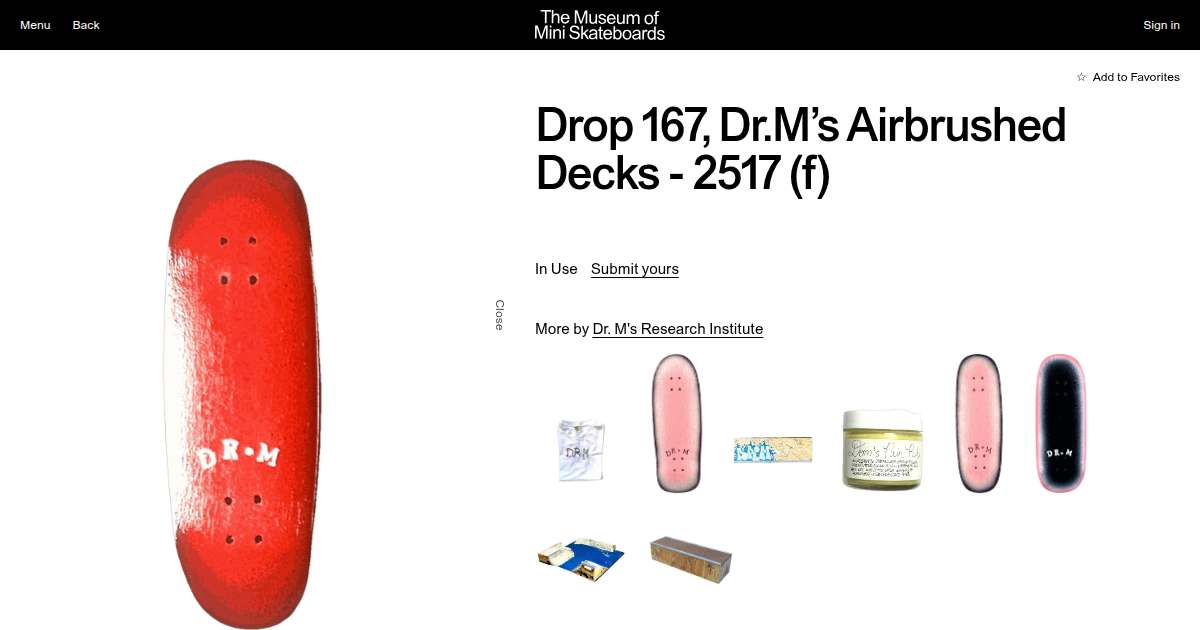 Menu
Back
The Museum of
Mini Skateboards
Sign in
☆ Add to Favorites
Drop 167, Dr.M’s Airbrushed
Decks - 2517 (f)
In Use
Submit yours
Close
More by Dr. M's Research Institute
DR•M
DR•M
DR M
DR•M
DR•M